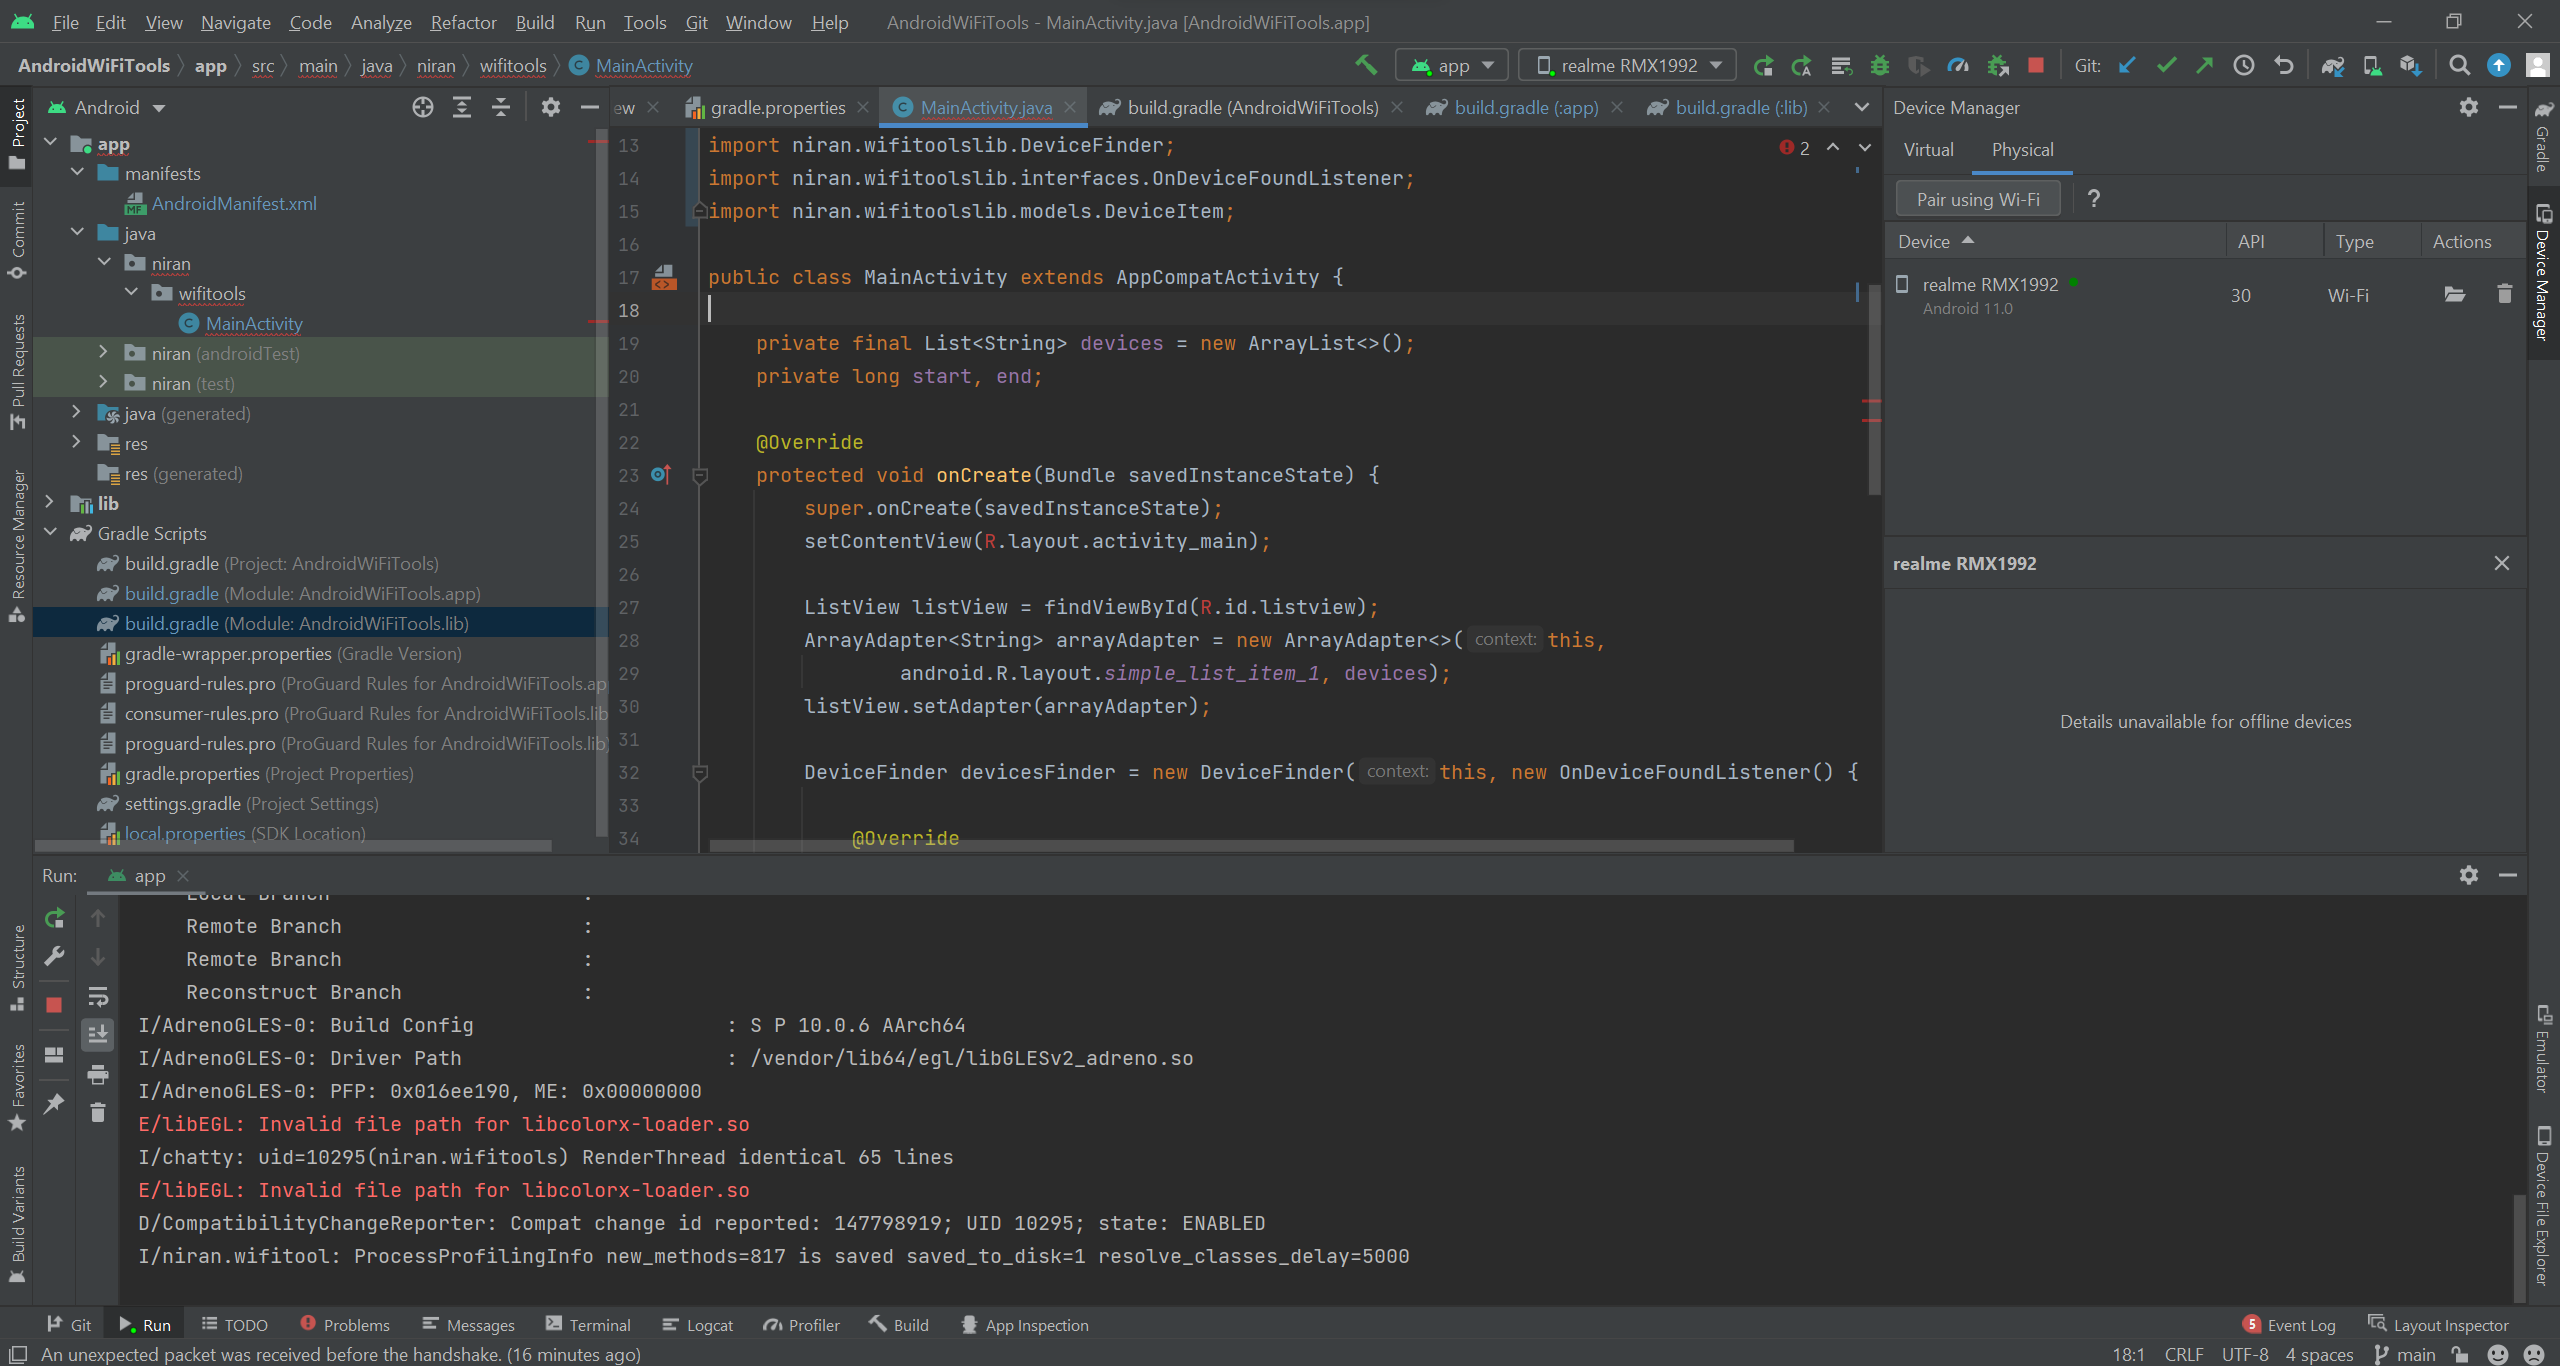 File Edit View Navigate Code Analyze Refactor Build Run Tools Git Window Help AndroidWiFiTools - MainActivity.java [AndroidWiFiTools.app]
AndroidWiFiTools app src main java niran wifitools MainActivity app realme RMX1992 Git:
Project
Commit
Pull Requests
Resource Manager
Structure
Favorites
Build Variants
Android
app
manifests
AndroidManifest.xml
java
niran
wifitools
MainActivity
niran (androidTest)
niran (test)
java (generated)
res
res (generated)
lib
Gradle Scripts
build.gradle (Project: AndroidWiFiTools)
build.gradle (Module: AndroidWiFiTools.app)
build.gradle (Module: AndroidWiFiTools.lib)
gradle-wrapper.properties (Gradle Version)
proguard-rules.pro (ProGuard Rules for AndroidWiFiTools.ap
consumer-rules.pro (ProGuard Rules for AndroidWiFiTools.lib
proguard-rules.pro (ProGuard Rules for AndroidWiFiTools.lib)
gradle.properties (Project Properties)
settings.gradle (Project Settings)
local.properties (SDK Location)
ew gradle.properties MainActivity.java build.gradle (AndroidWiFiTools) build.gradle (:app) build.gradle (:lib)
2
13 import niran.wifitoolslib.DeviceFinder;
14 import niran.wifitoolslib.interfaces.OnDeviceFoundListener;
15 import niran.wifitoolslib.models.DeviceItem;
16
17 public class MainActivity extends AppCompatActivity {
18
19 private final List<String> devices = new ArrayList<>();
20 private long start, end;
21
22 @Override
23 protected void onCreate(Bundle savedInstanceState) {
24 super.onCreate(savedInstanceState);
25 setContentView(R.layout.activity_main);
26
27 ListView listView = findViewById(R.id.listview);
28 ArrayAdapter<String> arrayAdapter = new ArrayAdapter<>( context: this,
29 android.R.layout.simple_list_item_1, devices);
30 listView.setAdapter(arrayAdapter);
31
32 DeviceFinder devicesFinder = new DeviceFinder( context: this, new OnDeviceFoundListener() {
33
34 @Override
Device Manager
Virtual Physical
Pair using Wi-Fi ?
Device API Type Actions
realme RMX1992 30 Wi-Fi
Android 11.0
realme RMX1992
Details unavailable for offline devices
Gradle
Device Manager
Emulator
Device File Explorer
Run: app
Local Branch :
Remote Branch :
Remote Branch :
Reconstruct Branch :
I/AdrenoGLES-0: Build Config : S P 10.0.6 AArch64
I/AdrenoGLES-0: Driver Path : /vendor/lib64/egl/libGLESv2_adreno.so
I/AdrenoGLES-0: PFP: 0x016ee190, ME: 0x00000000
E/libEGL: Invalid file path for libcolorx-loader.so
I/chatty: uid=10295(niran.wifitools) RenderThread identical 65 lines
E/libEGL: Invalid file path for libcolorx-loader.so
D/CompatibilityChangeReporter: Compat change id reported: 147798919; UID 10295; state: ENABLED
I/niran.wifitool: ProcessProfilingInfo new_methods=817 is saved saved_to_disk=1 resolve_classes_delay=5000
Git Run TODO Problems Messages Terminal Logcat Profiler Build App Inspection 5 Event Log Layout Inspector
An unexpected packet was received before the handshake. (16 minutes ago) 18:1 CRLF UTF-8 4 spaces main